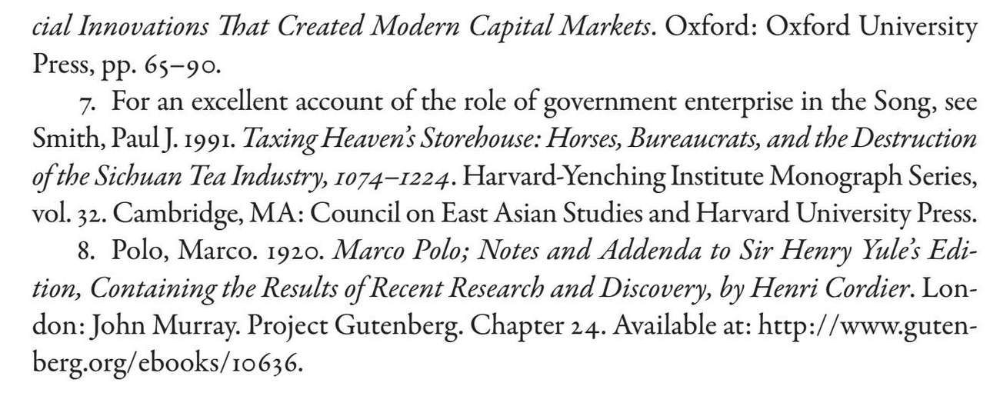 cial Innovations That Created Modern Capital Markets. Oxford: Oxford University
Press, pp. 65–90.
7. For an excellent account of the role of government enterprise in the Song, see
Smith, Paul J. 1991. Taxing Heaven’s Storehouse: Horses, Bureaucrats, and the Destruction
of the Sichuan Tea Industry, 1074–1224. Harvard-Yenching Institute Monograph Series,
vol. 32. Cambridge, MA: Council on East Asian Studies and Harvard University Press.
8. Polo, Marco. 1920. Marco Polo; Notes and Addenda to Sir Henry Yule’s Edi-
tion, Containing the Results of Recent Research and Discovery, by Henri Cordier. Lon-
don: John Murray. Project Gutenberg. Chapter 24. Available at: http://www.guten-
berg.org/ebooks/10636.